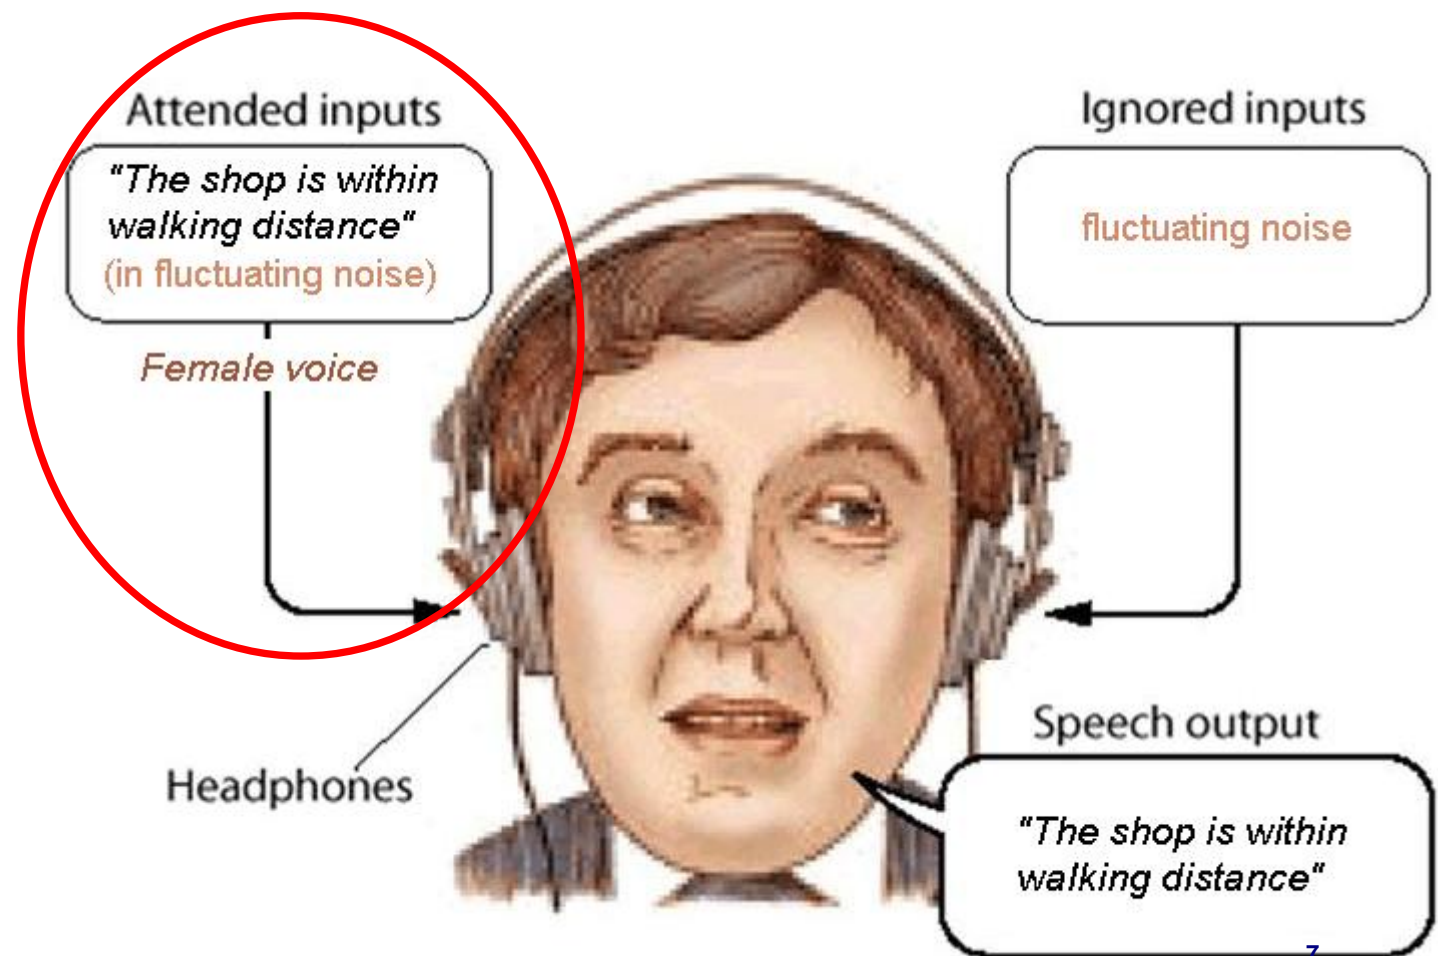 Attended inputs
"The shop is within
walking distance"
(in fluctuating noise)
Female voice
Ignored inputs
fluctuating noise
Headphones
Speech output
"The shop is within
walking distance"
7